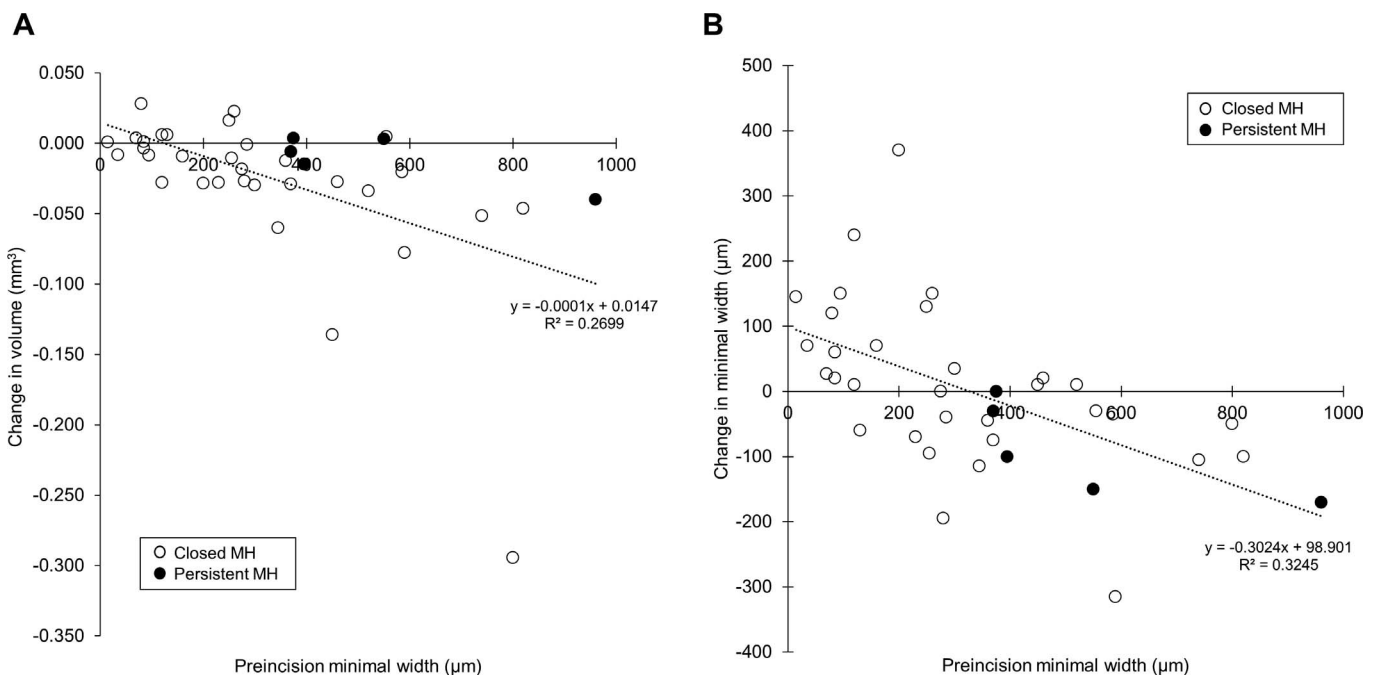 A
0.050
0.000
-0.050
-0.100
-0.150
-0.200
-0.250
-0.300
-0.350
0 200 400 600 800 1000
Change in volume (mm³)
y = -0.0001x + 0.0147
R² = 0.2699
Closed MH
Persistent MH
Preincision minimal width (µm)
B
500
400
300
200
100
0
-100
-200
-300
-400
0 200 400 600 800 1000
Change in minimal width (µm)
Closed MH
Persistent MH
y = -0.3024x + 98.901
R² = 0.3245
Preincision minimal width (µm)